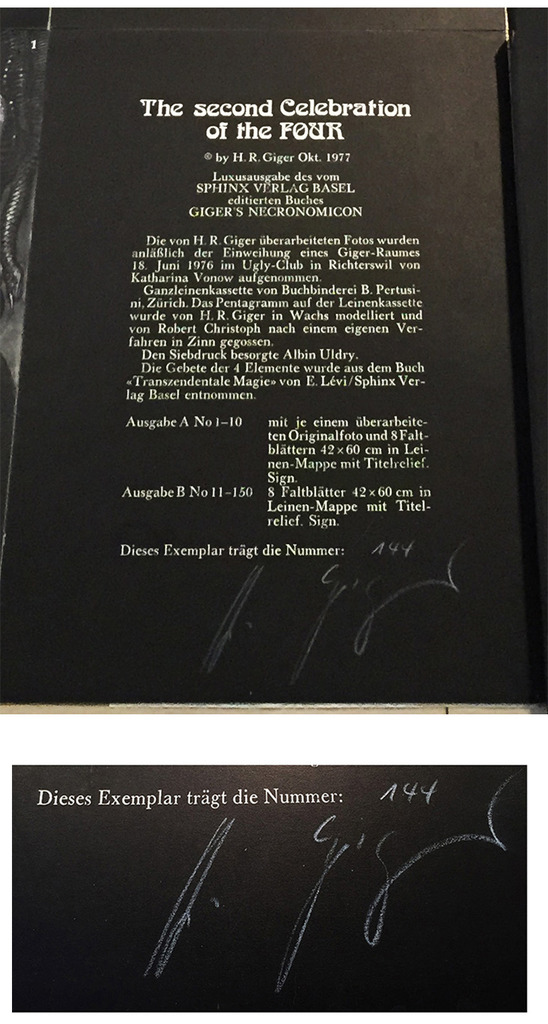 1
The second Celebration
of the FOUR
© by H. R. Giger Okt. 1977
Luxusausgabe des vom
SPHINX VERLAG BASEL
editierten Buches
GIGER'S NECRONOMICON
Die von H. R. Giger überarbeiteten Fotos wurden
anläßlich der Einweihung eines Giger-Raumes
18. Juni 1976 im Ugly-Club in Richterswil von
Katharina Vonow aufgenommen.
Ganzleinenkassette von Buchbinderei B. Pertusi-
ni, Zürich. Das Pentagramm auf der Leinenkassette
wurde von H. R. Giger in Wachs modelliert und
von Robert Christoph nach einem eigenen Ver-
fahren in Zinn gegossen.
Den Siebdruck besorgte Albin Uldry.
Die Gebete der 4 Elemente wurde aus dem Buch
«Transzendentale Magie» von E. Lévi/Sphinx Ver-
lag Basel entnommen.
Ausgabe A No 1–10 mit je einem überarbeite-
ten Originalfoto und 8 Falt-
blättern 42 × 60 cm in Lei-
nen-Mappe mit Titelrelief.
Sign.
Ausgabe B No 11–150 8 Faltblätter 42 × 60 cm in
Leinen-Mappe mit Titel-
relief. Sign.
Dieses Exemplar trägt die Nummer: 144
H. Giger
Dieses Exemplar trägt die Nummer: 144
H. Giger